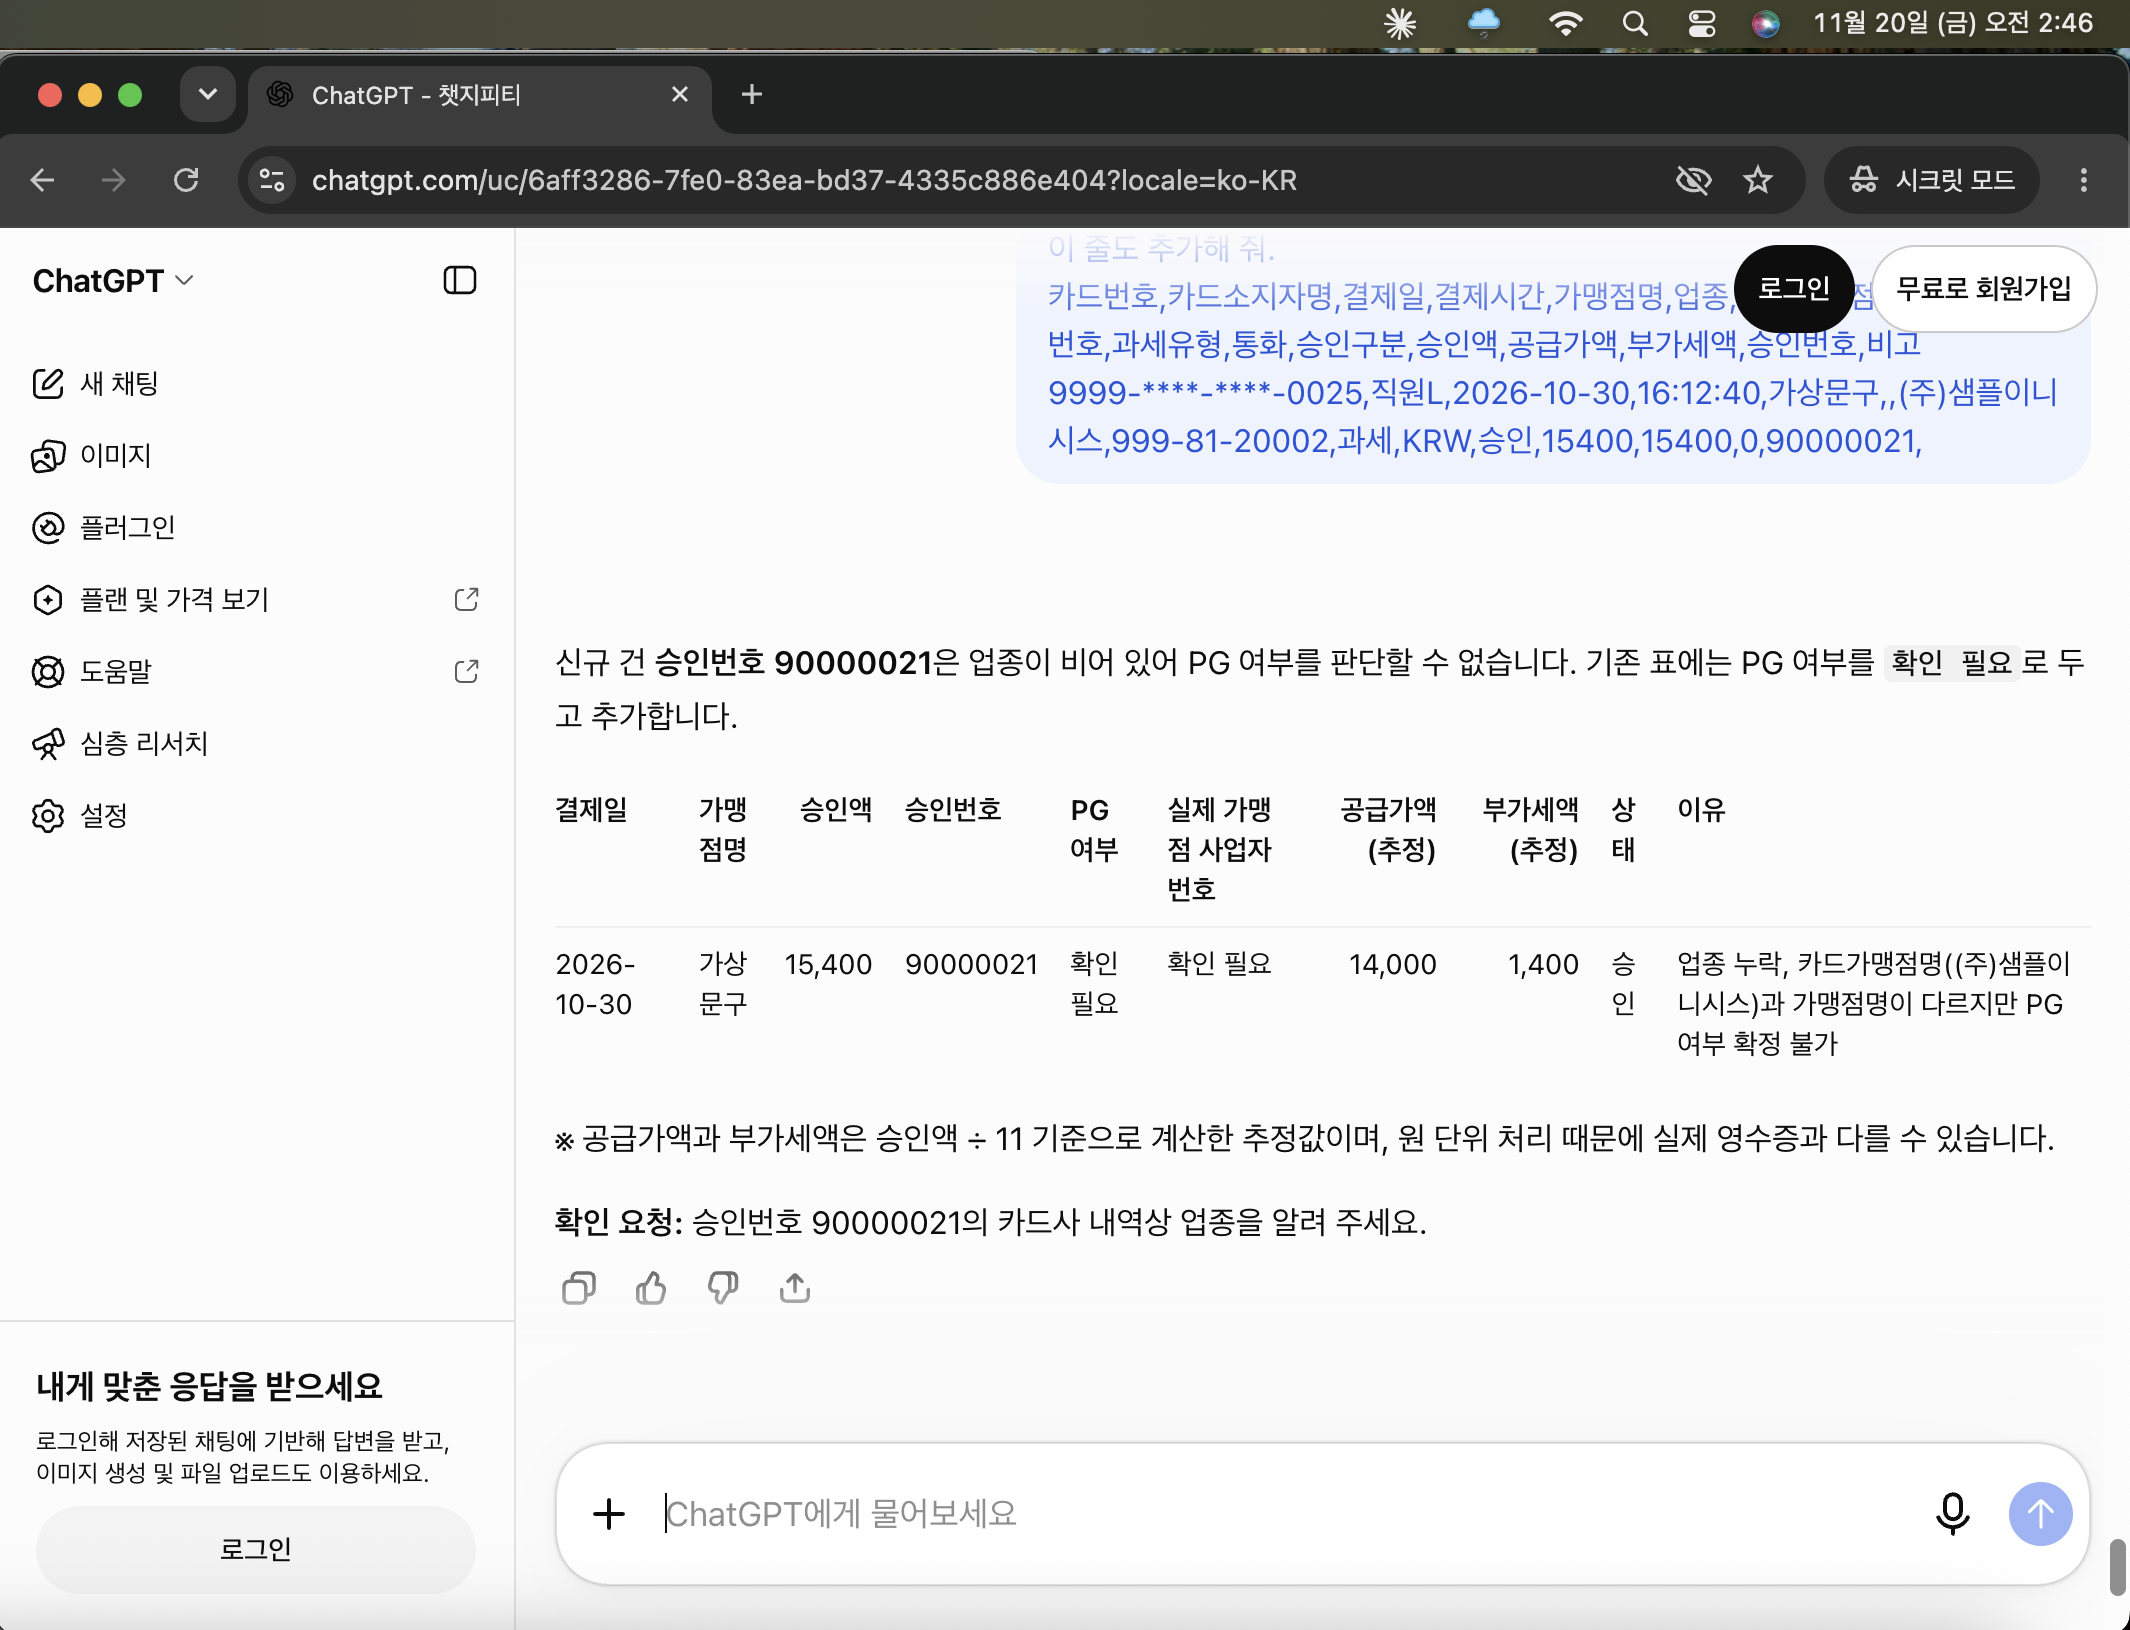 11월 20일 (금) 오전 2:46
ChatGPT - 챗지피티
chatgpt.com/uc/6aff3286-7fe0-83ea-bd37-4335c886e404?locale=ko-KR
시크릿 모드
ChatGPT
새 채팅
이미지
플러그인
플랜 및 가격 보기
도움말
심층 리서치
설정
내게 맞춘 응답을 받으세요
로그인해 저장된 채팅에 기반해 답변을 받고,
이미지 생성 및 파일 업로드도 이용하세요.
로그인
로그인
무료로 회원가입
이 줄도 추가해 줘.
카드번호,카드소지자명,결제일,결제시간,가맹점명,업종,
번호,과세유형,통화,승인구분,승인액,공급가액,부가세액,승인번호,비고
9999-****-****-0025,직원L,2026-10-30,16:12:40,가상문구,,(주)샘플이니
시스,999-81-20002,과세,KRW,승인,15400,15400,0,90000021,
신규 건 승인번호 90000021은 업종이 비어 있어 PG 여부를 판단할 수 없습니다. 기존 표에는 PG 여부를 확인 필요로 두
고 추가합니다.
결제일 가맹 승인액 승인번호 PG 실제 가맹 공급가액 부가세액 상 이유
점명 여부 점 사업자 (추정) (추정) 태
번호
2026- 가상 15,400 90000021 확인 확인 필요 14,000 1,400 승 업종 누락, 카드가맹점명((주)샘플이
10-30 문구 필요 인 니시스)과 가맹점명이 다르지만 PG
여부 확정 불가
※ 공급가액과 부가세액은 승인액 ÷ 11 기준으로 계산한 추정값이며, 원 단위 처리 때문에 실제 영수증과 다를 수 있습니다.
확인 요청: 승인번호 90000021의 카드사 내역상 업종을 알려 주세요.
ChatGPT에게 물어보세요